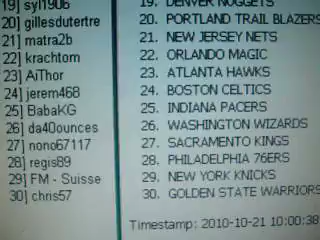 19] syl1906
20] gillesdutertre
21] matra2b
22] krachtom
23] AiThor
24] jerem468
25] BabaKG
26] da40ounces
27] nono67117
28] regis89
29] FM - Suisse
30] chris57
19. DENVER NUGGETS
20. PORTLAND TRAIL BLAZERS
21. NEW JERSEY NETS
22. ORLANDO MAGIC
23. ATLANTA HAWKS
24. BOSTON CELTICS
25. INDIANA PACERS
26. WASHINGTON WIZARDS
27. SACRAMENTO KINGS
28. PHILADELPHIA 76ERS
29. NEW YORK KNICKS
30. GOLDEN STATE WARRIORS
Timestamp: 2010-10-21 10:00:38